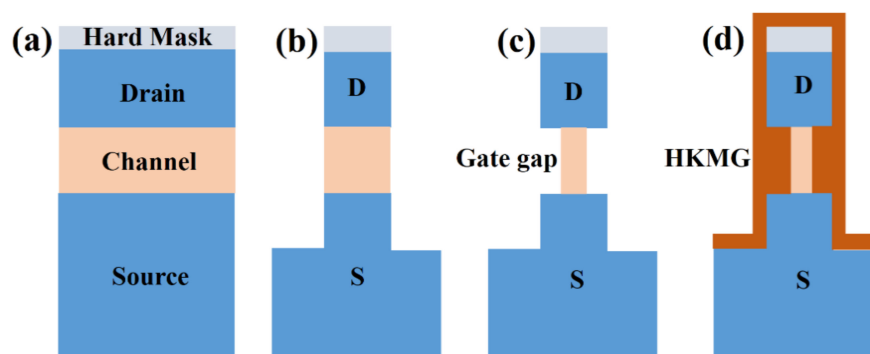 (a)
Hard Mask
Drain
Channel
Source
(b)
D
S
(c)
D
Gate gap
S
(d)
D
HKMG
S